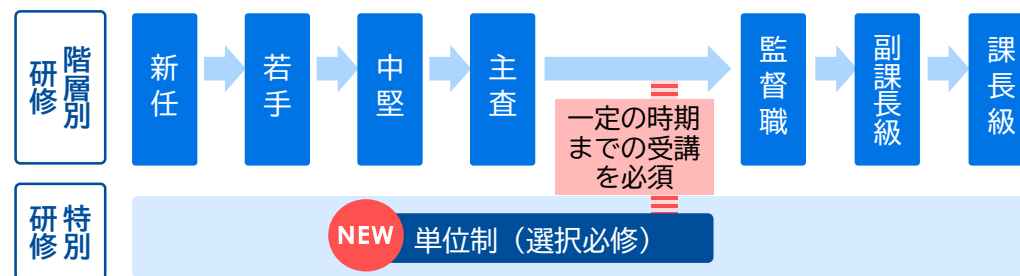 階層別
研修
新任
若手
中堅
主査
監督職
副課長級
課長級
一定の時期
までの受講
を必須
特別
研修
NEW
単位制（選択必修）